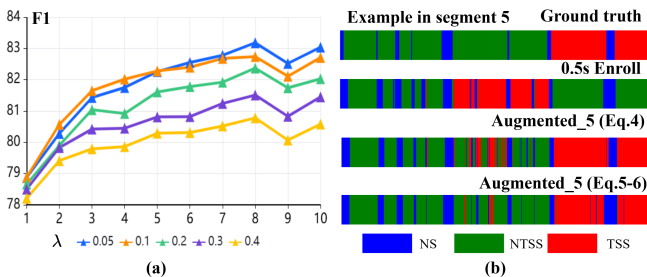 F1
84
83
82
81
80
79
78
1 2 3 4 5 6 7 8 9 10
λ 0.05 0.1 0.2 0.3 0.4
(a)
Example in segment 5 Ground truth
0.5s Enroll
Augmented_5 (Eq.4)
Augmented_5 (Eq.5-6)
NS NTSS TSS
(b)